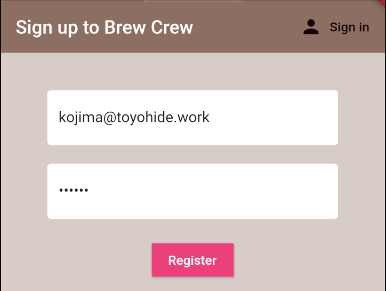 Sign up to Brew Crew
Sign in
kojima@toyohide.work
••••••
Register